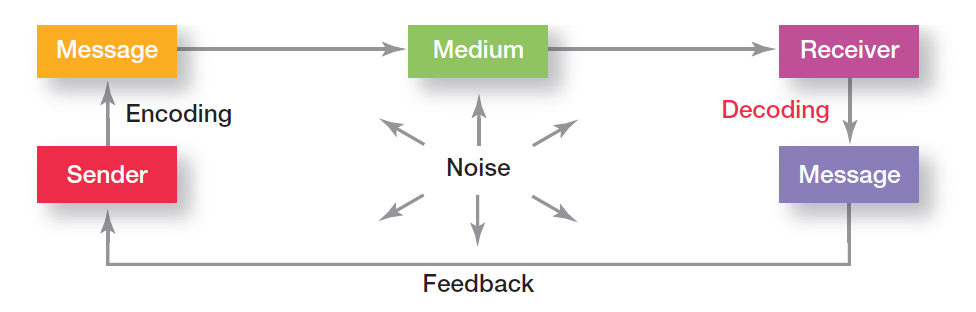 Message
Medium
Receiver
Encoding
Decoding
Sender
Noise
Message
Feedback